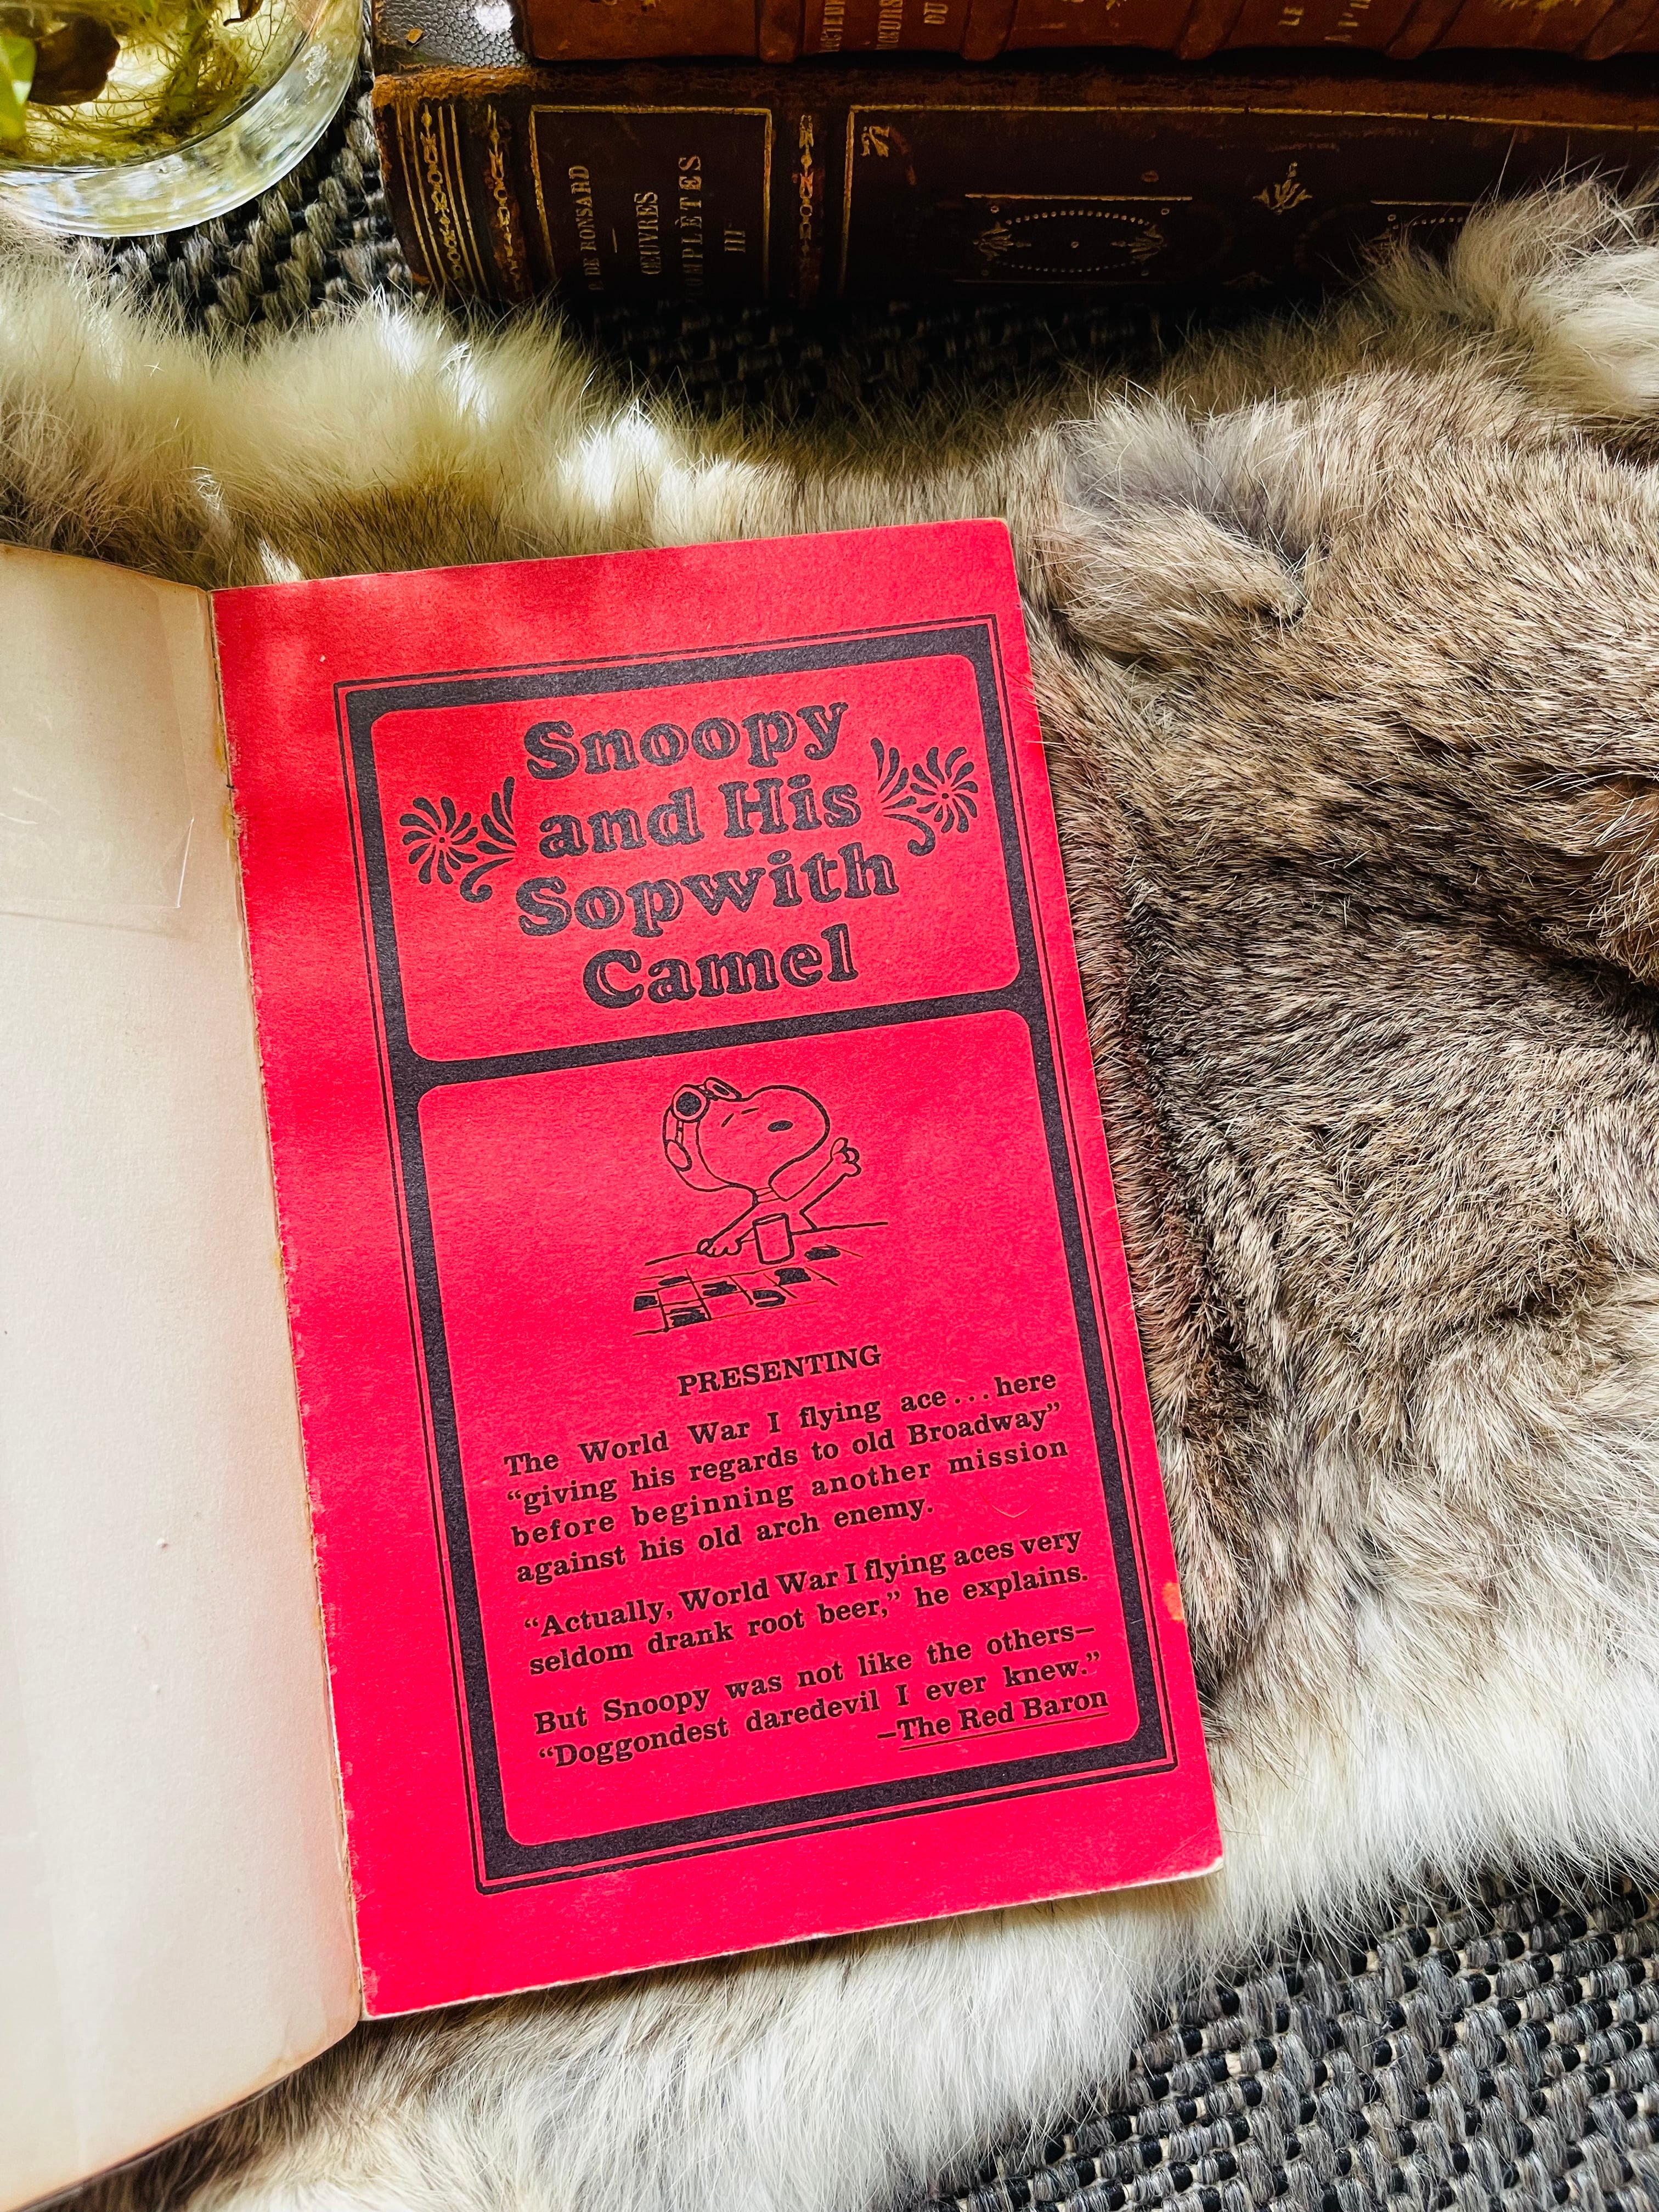 P. DE RONSARD
ŒUVRES
COMPLÈTES
III
Snoopy
and His
Sopwith
Camel
PRESENTING
The World War I flying ace...here
“giving his regards to old Broadway”
before beginning another mission
against his old arch enemy.
“Actually, World War I flying aces very
seldom drank root beer,” he explains.
But Snoopy was not like the others—
“Doggondest daredevil I ever knew.”
—The Red Baron